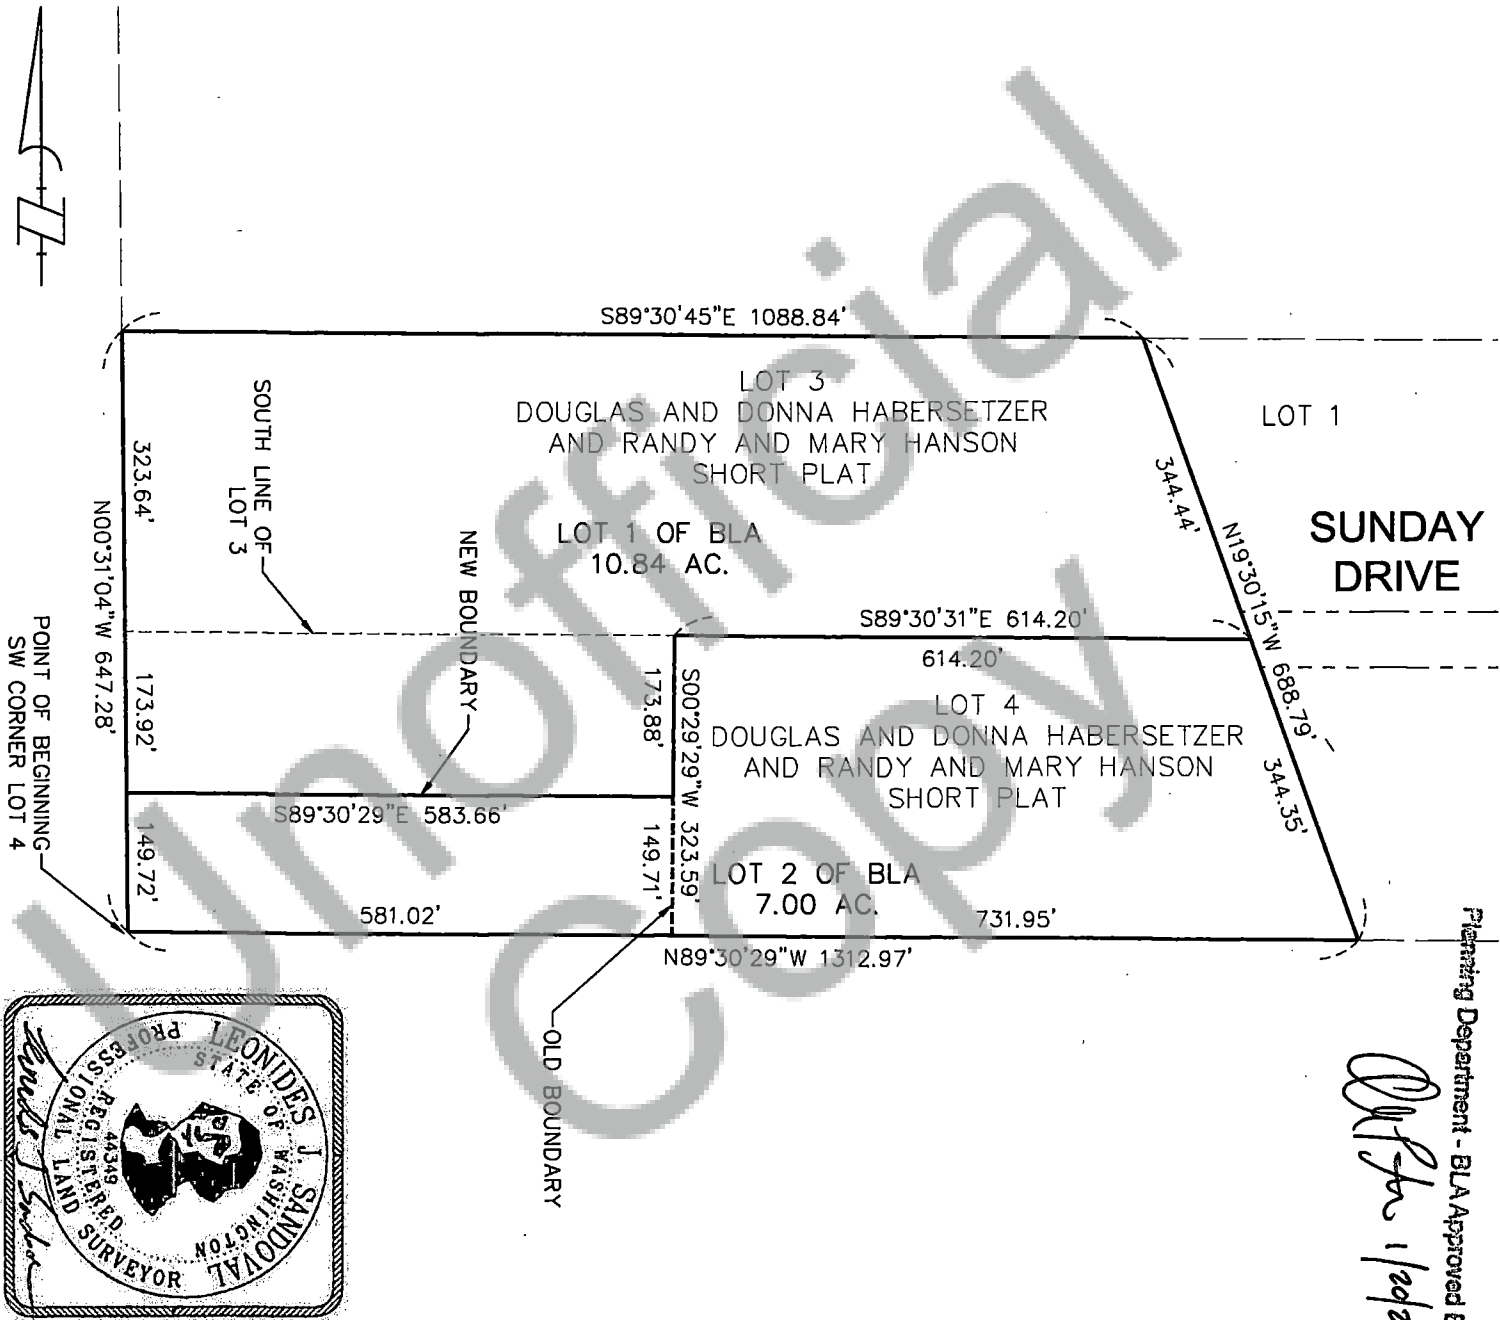 S89°30'45"E 1088.84'
LOT 3
DOUGLAS AND DONNA HABERSETZER
AND RANDY AND MARY HANSON
SHORT PLAT
LOT 1
SUNDAY
DRIVE
344.44'
N19°30'15"W 688.79'
344.35'
LOT 1 OF BLA
10.84 AC.
SOUTH LINE OF
LOT 3
323.64'
N00°31'04"W 647.28'
NEW BOUNDARY
S89°30'31"E 614.20'
614.20'
LOT 4
DOUGLAS AND DONNA HABERSETZER
AND RANDY AND MARY HANSON
SHORT PLAT
173.92'
173.88'
S00°29'29"W 323.59'
S89°30'29"E 583.66'
149.72'
149.71'
LOT 2 OF BLA
7.00 AC.
581.02'
731.95'
N89°30'29"W 1312.97'
POINT OF BEGINNING
SW CORNER LOT 4
OLD BOUNDARY
LEONIDES J. SANDOVAL
STATE OF WASHINGTON
44349
REGISTERED
PROFESSIONAL LAND SURVEYOR
Planning Department - BLA Approved
Unofficial
Copy